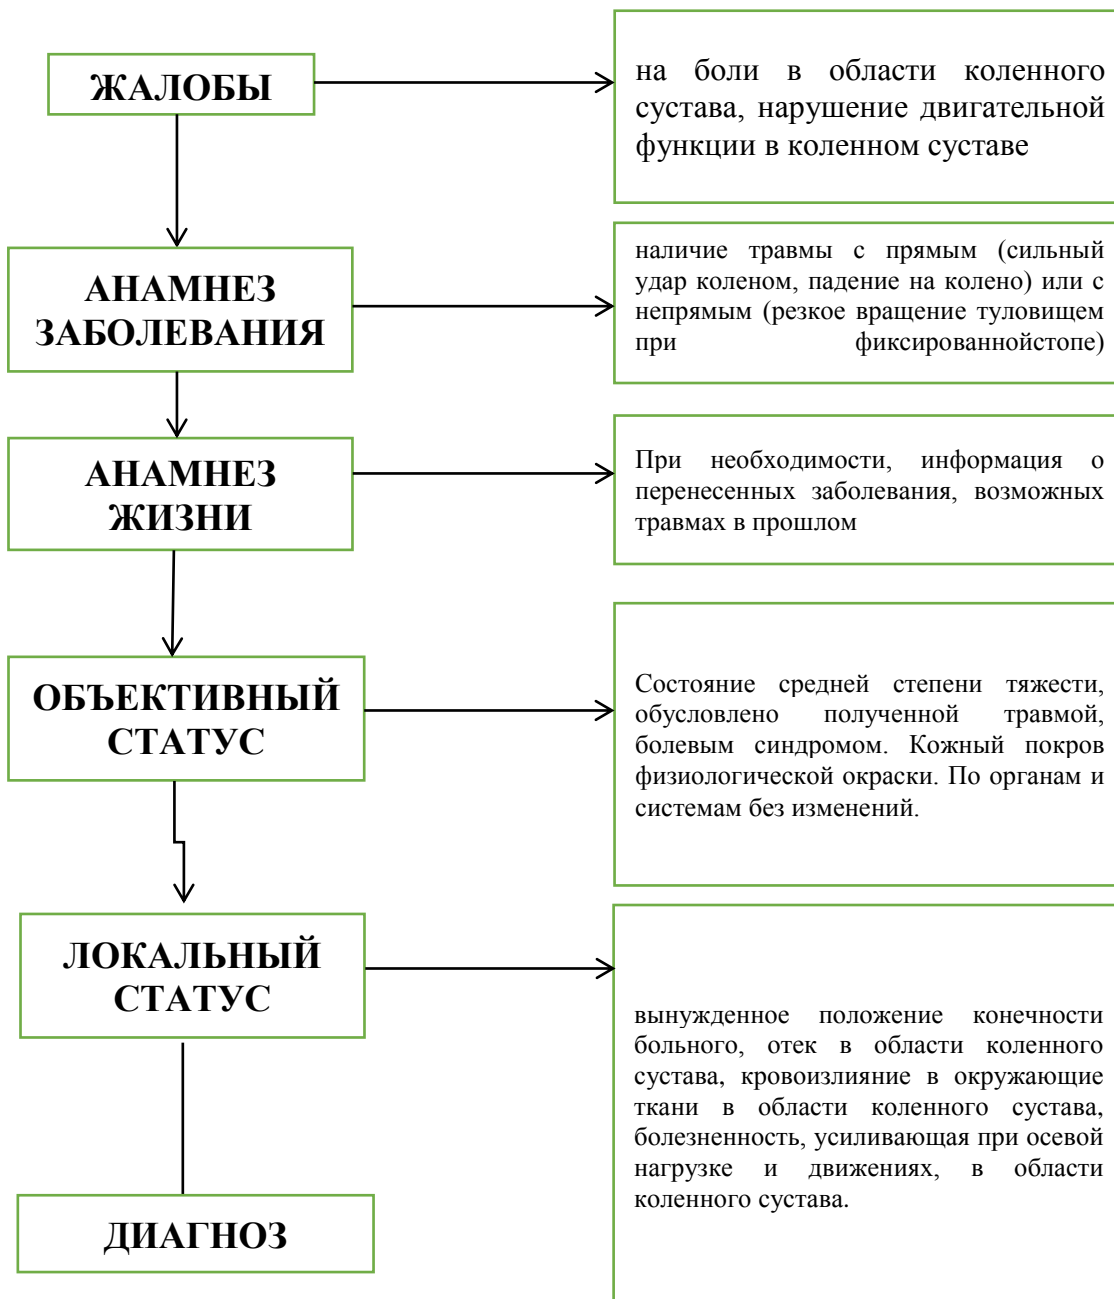 ЖАЛОБЫ
на боли в области коленного
сустава, нарушение двигательной
функции в коленном суставе
АНАМНЕЗ
ЗАБОЛЕВАНИЯ
наличие травмы с прямым (сильный
удар коленом, падение на колено) или с
непрямым (резкое вращение туловищем
при фиксированнойстопе)
АНАМНЕЗ
ЖИЗНИ
При необходимости, информация о
перенесенных заболевания, возможных
травмах в прошлом
ОБЪЕКТИВНЫЙ
СТАТУС
Состояние средней степени тяжести,
обусловлено полученной травмой,
болевым синдромом. Кожный покров
физиологической окраски. По органам и
системам без изменений.
ЛОКАЛЬНЫЙ
СТАТУС
вынужденное положение конечности
больного, отек в области коленного
сустава, кровоизлияние в окружающие
ткани в области коленного сустава,
болезненность, усиливающая при осевой
нагрузке и движениях, в области
коленного сустава.
ДИАГНОЗ